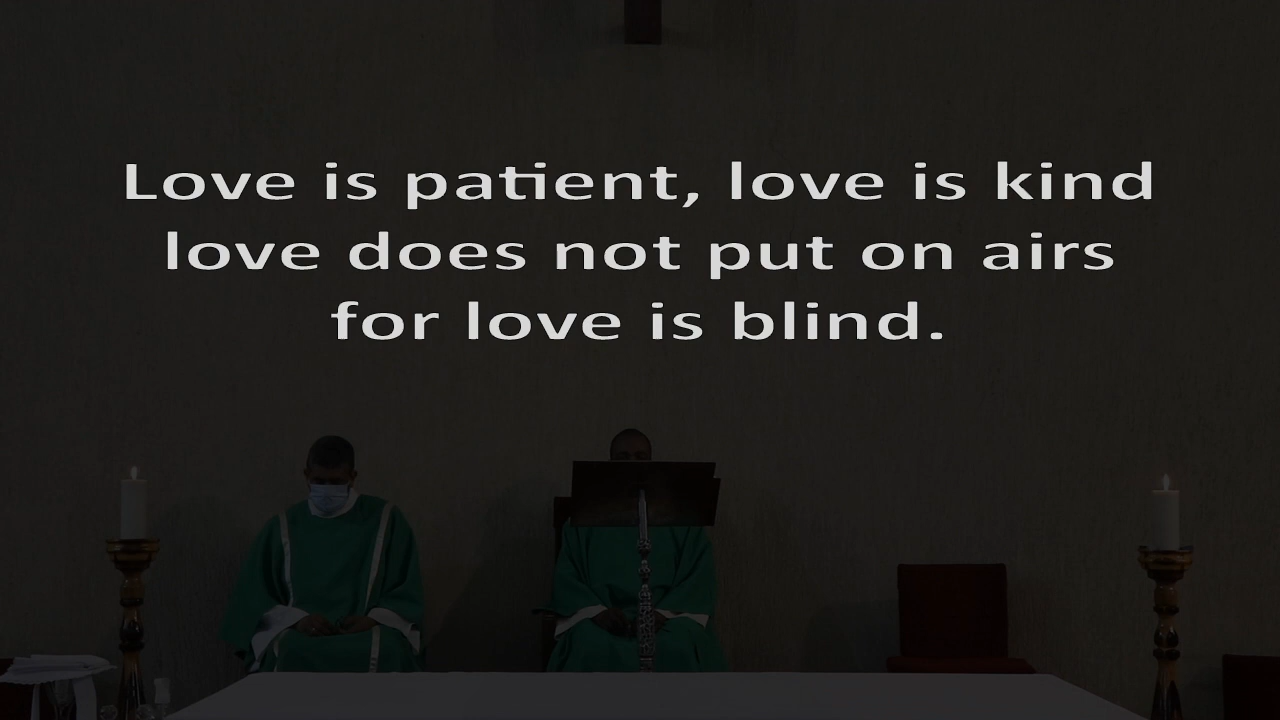 Love is patient, love is kind
love does not put on airs
for love is blind.